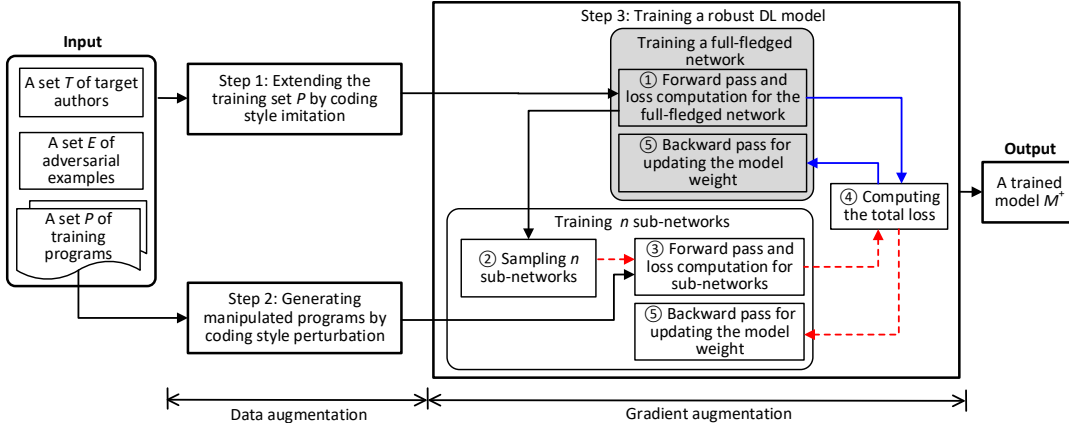 Input
A set T of target
authors
A set E of
adversarial
examples
A set P of
training
programs
Step 1: Extending the
training set P by coding
style imitation
Step 2: Generating
manipulated programs by
coding style perturbation
Step 3: Training a robust DL model
Training a full-fledged
network
① Forward pass and
loss computation for the
full-fledged network
⑤ Backward pass for
updating the model
weight
④ Computing
the total loss
Training n sub-networks
② Sampling n
sub-networks
③ Forward pass and
loss computation for
sub-networks
⑤ Backward pass for
updating the model
weight
Output
A trained
model M⁺
Data augmentation
Gradient augmentation